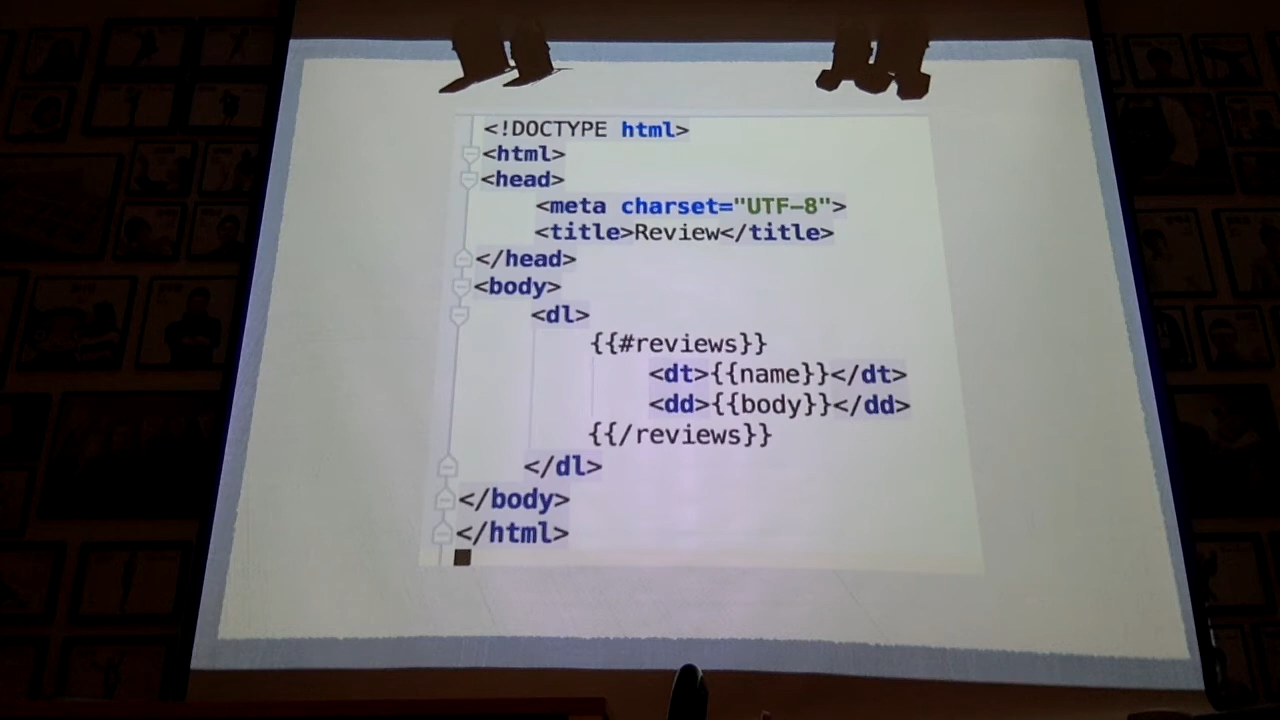 <!DOCTYPE html>
<html>
<head>
<meta charset="UTF-8">
<title>Review</title>
</head>
<body>
<dl>
{{#reviews}}
<dt>{{name}}</dt>
<dd>{{body}}</dd>
{{/reviews}}
</dl>
</body>
</html>